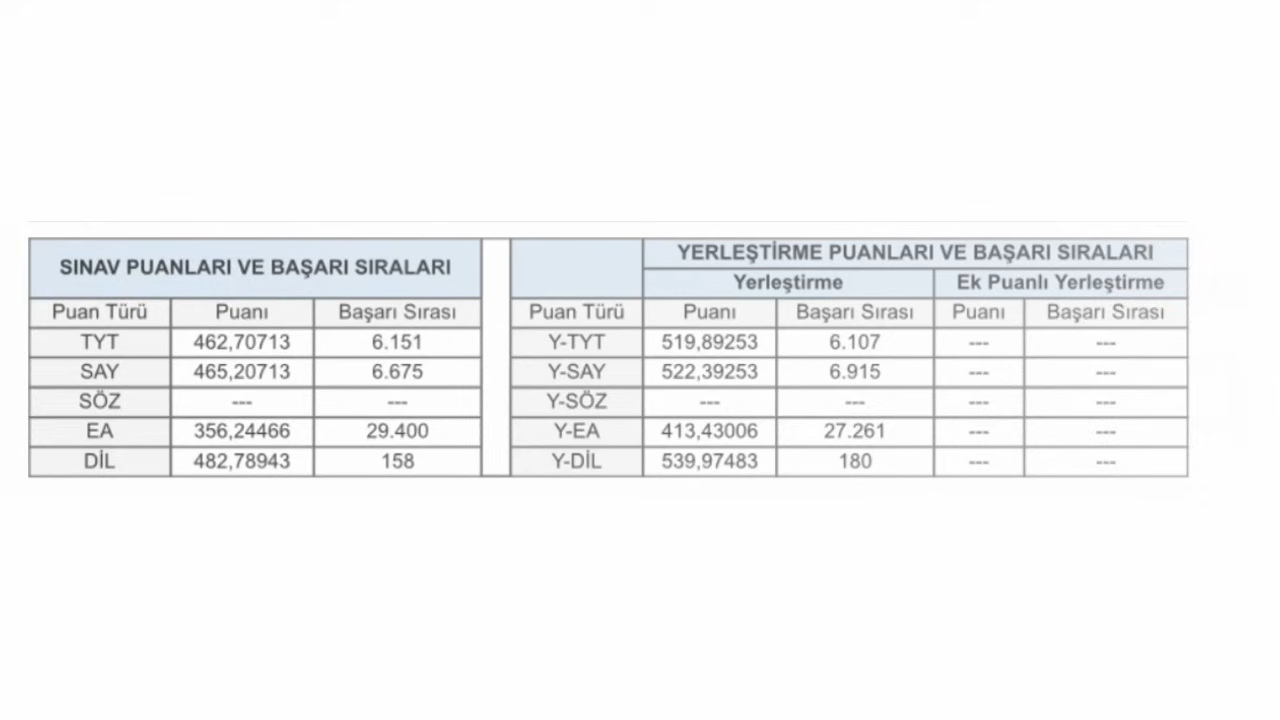 SINAV PUANLARI VE BAŞARI SIRALARI
Puan Türü Puanı Başarı Sırası
TYT 462,70713 6.151
SAY 465,20713 6.675
SÖZ --- ---
EA 356,24466 29.400
DİL 482,78943 158
YERLEŞTİRME PUANLARI VE BAŞARI SIRALARI
Yerleştirme Ek Puanlı Yerleştirme
Puan Türü Puanı Başarı Sırası Puanı Başarı Sırası
Y-TYT 519,89253 6.107 --- ---
Y-SAY 522,39253 6.915 --- ---
Y-SÖZ --- --- --- ---
Y-EA 413,43006 27.261 --- ---
Y-DİL 539,97483 180 --- ---